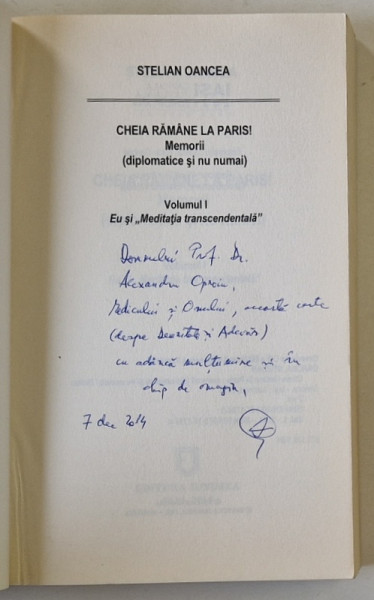 STELIAN OANCEA
CHEIA RĂMÂNE LA PARIS!
Memorii
(diplomatice şi nu numai)
Volumul I
Eu şi „Meditaţia transcendentală”
Domnului Prof. Dr.
Alexandru Oproiu,
Medicului și Omului, această carte
(despre Demnitate și Adevăr)
cu adâncă mulțumire și în
chip de omagiu,
7 dec 2014